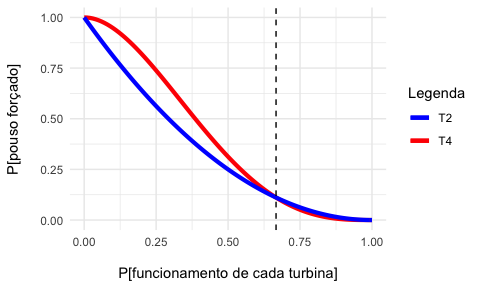 1.00
0.75
0.50
0.25
0.00
P[pouso forçado]
0.00 0.25 0.50 0.75 1.00
P[funcionamento de cada turbina]
Legenda
T2
T4